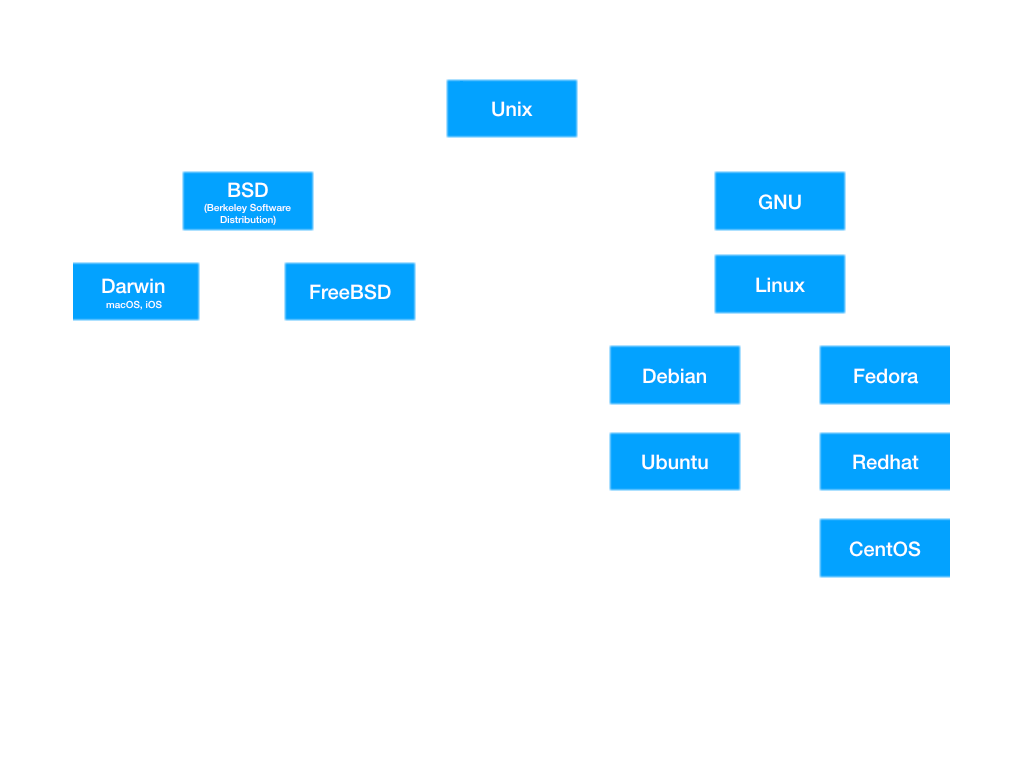 Unix
BSD
(Berkeley Software
Distribution)
GNU
Darwin
macOS, iOS
FreeBSD
Linux
Debian
Fedora
Ubuntu
Redhat
CentOS